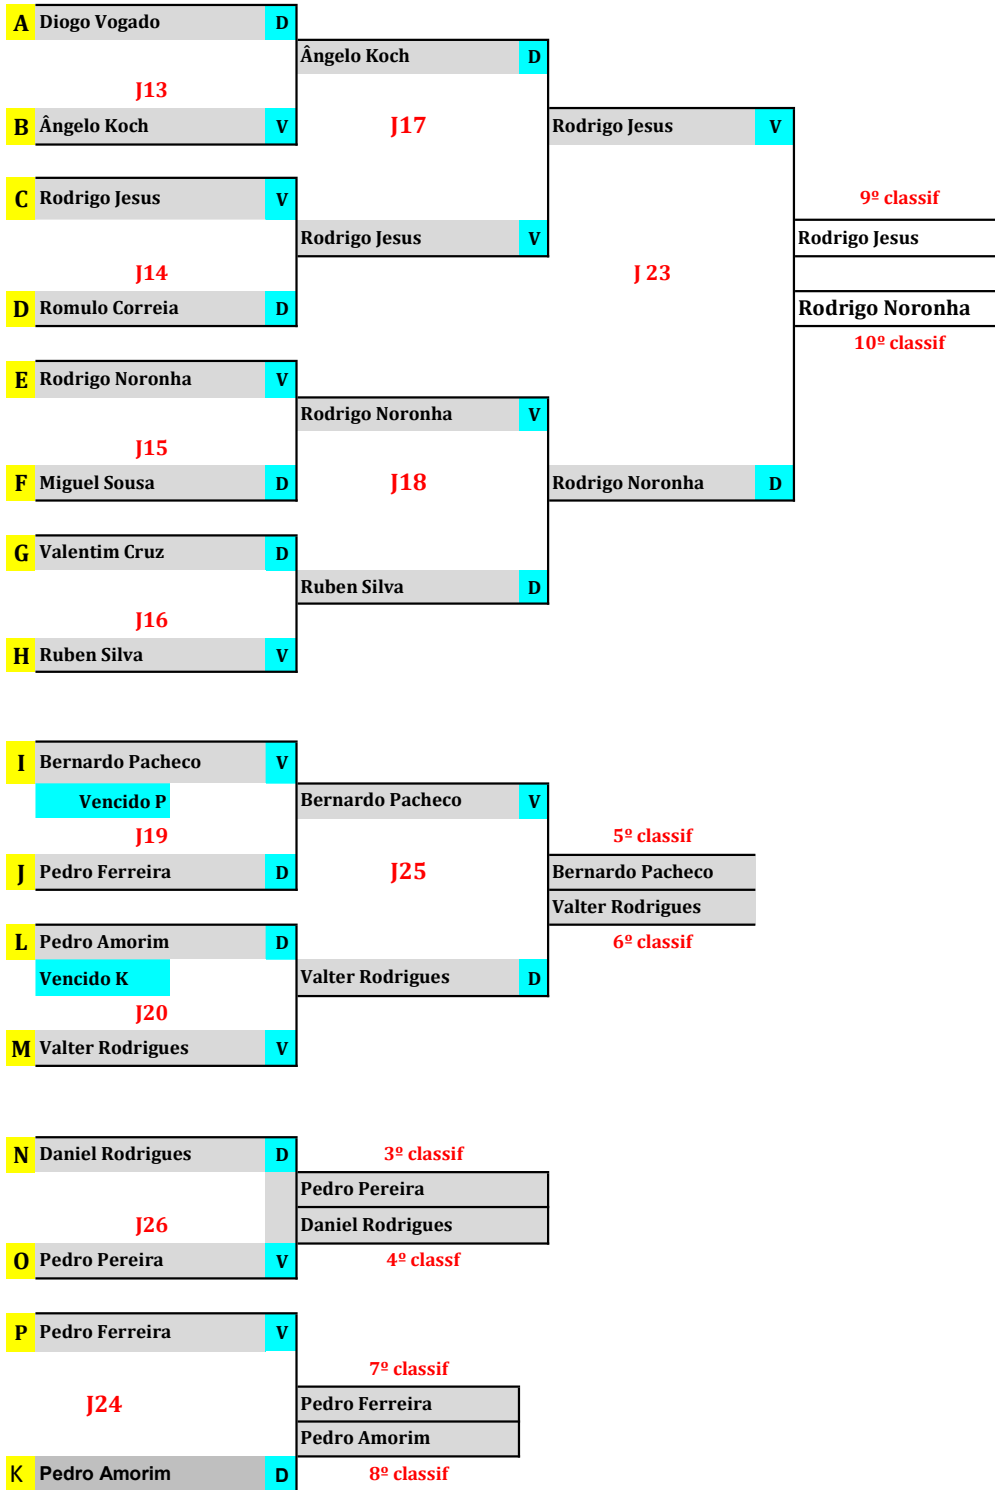 A Diogo Vogado D
Ângelo Koch D
J13
B Ângelo Koch V
J17
Rodrigo Jesus V
C Rodrigo Jesus V
9º classif
Rodrigo Jesus V
Rodrigo Jesus
J14
J 23
D Romulo Correia D
Rodrigo Noronha
10º classif
E Rodrigo Noronha V
Rodrigo Noronha V
J15
F Miguel Sousa D
J18
Rodrigo Noronha D
G Valentim Cruz D
Ruben Silva D
J16
H Ruben Silva V
I Bernardo Pacheco V
Vencido P
Bernardo Pacheco V
J19
5º classif
J Pedro Ferreira D
J25
Bernardo Pacheco
Valter Rodrigues
L Pedro Amorim D
6º classif
Vencido K
Valter Rodrigues D
J20
M Valter Rodrigues V
N Daniel Rodrigues D
3º classif
Pedro Pereira
J26
Daniel Rodrigues
O Pedro Pereira V
4º classf
P Pedro Ferreira V
7º classif
J24
Pedro Ferreira
Pedro Amorim
K Pedro Amorim D
8º classif